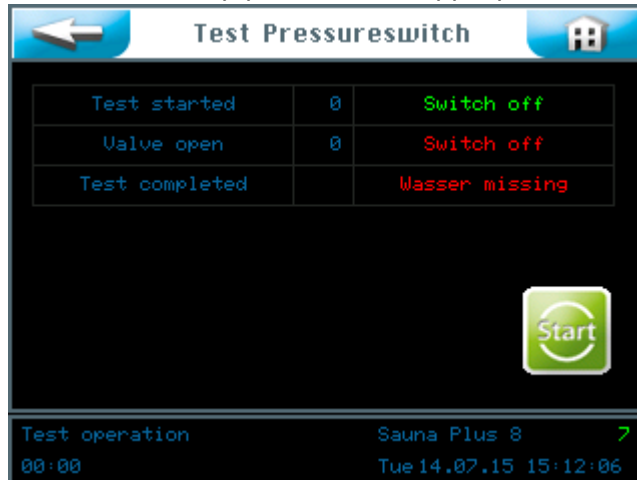 Test Pressureswitch
Test started 0 Switch off
Valve open 0 Switch off
Test completed Wasser missing
Start
Test operation Sauna Plus 8 7
00:00 Tue 14.07.15 15:12:06